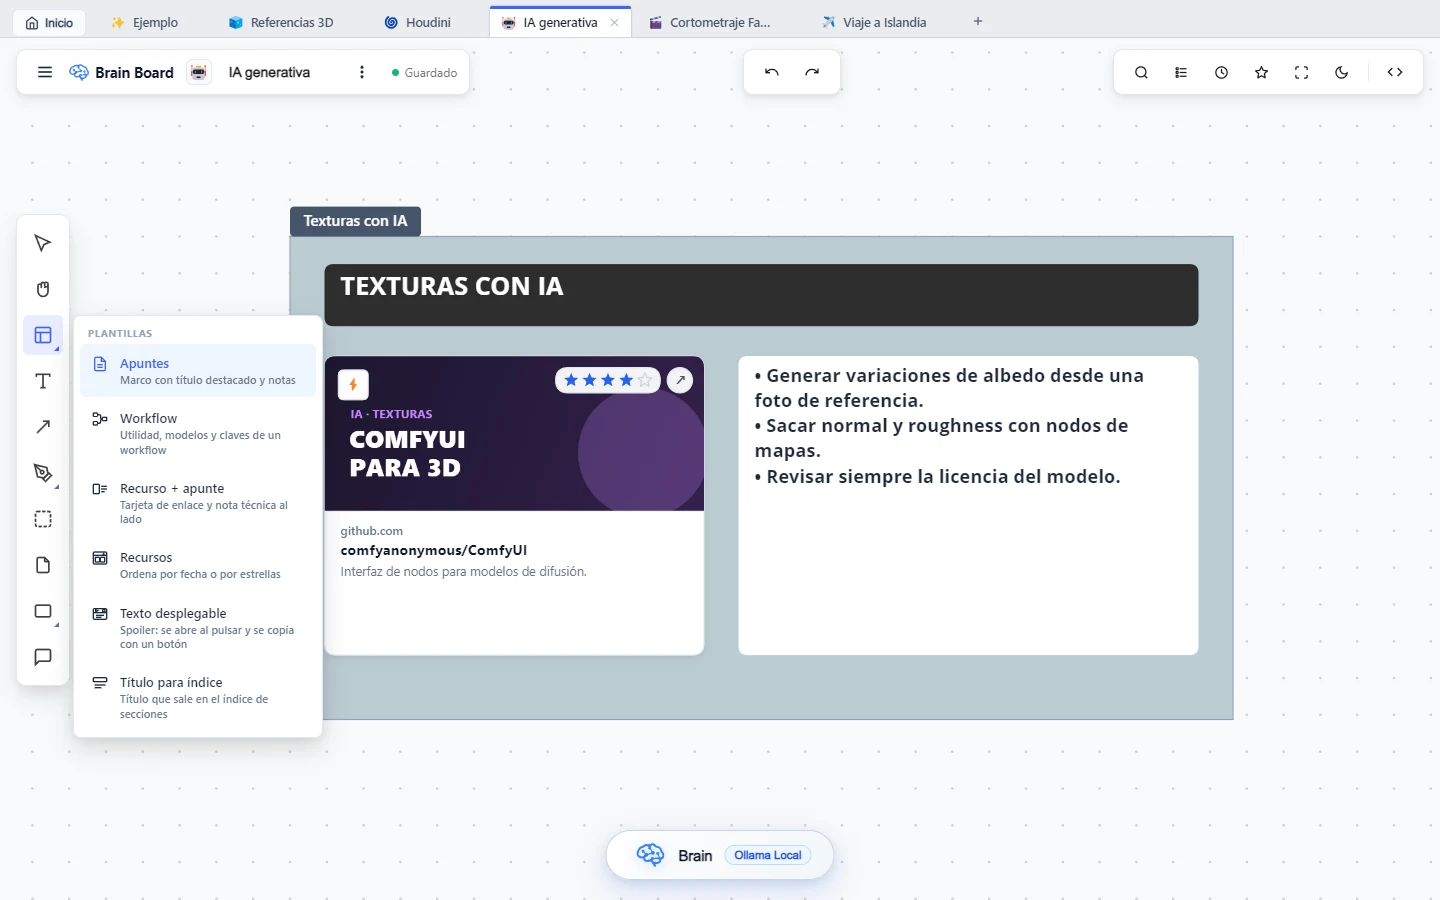 Inicio
Ejemplo
Referencias 3D
Houdini
IA generativa
Cortometraje Fa...
Viaje a Islandia
Brain Board
IA generativa
Guardado
Texturas con IA
TEXTURAS CON IA
PLANTILLAS
Apuntes
Marco con título destacado y notas
Workflow
Utilidad, modelos y claves de un
workflow
Recurso + apunte
Tarjeta de enlace y nota técnica al
lado
Recursos
Ordena por fecha o por estrellas
Texto desplegable
Spoiler: se abre al pulsar y se copia
con un botón
Título para índice
Título que sale en el índice de
secciones
IA · TEXTURAS
COMFYUI
PARA 3D
github.com
comfyanonymous/ComfyUI
Interfaz de nodos para modelos de difusión.
• Generar variaciones de albedo desde una
foto de referencia.
• Sacar normal y roughness con nodos de
mapas.
• Revisar siempre la licencia del modelo.
Brain
Ollama Local